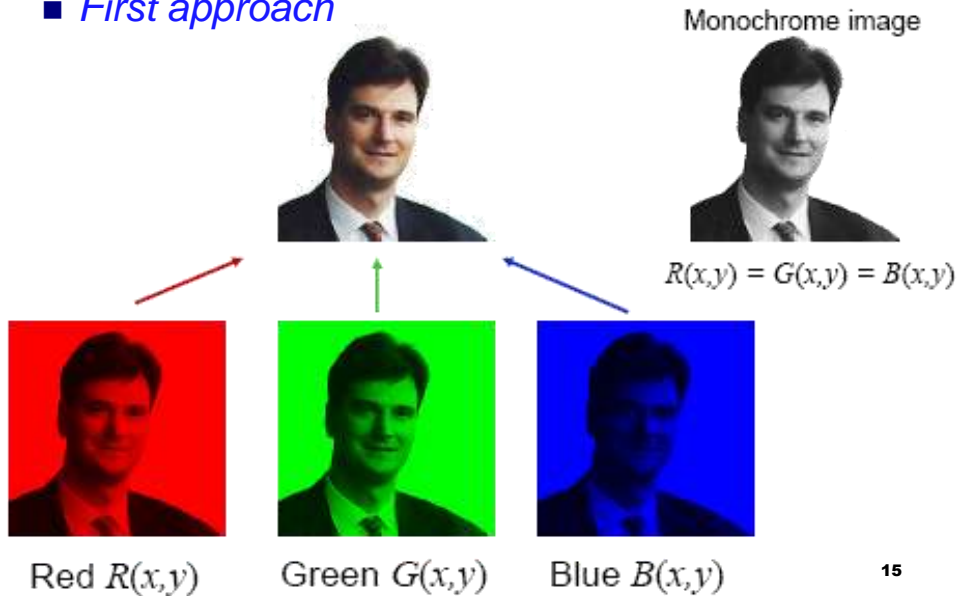 ■ First approach
Monochrome image
R(x,y) = G(x,y) = B(x,y)
Red R(x,y)
Green G(x,y)
Blue B(x,y)
15